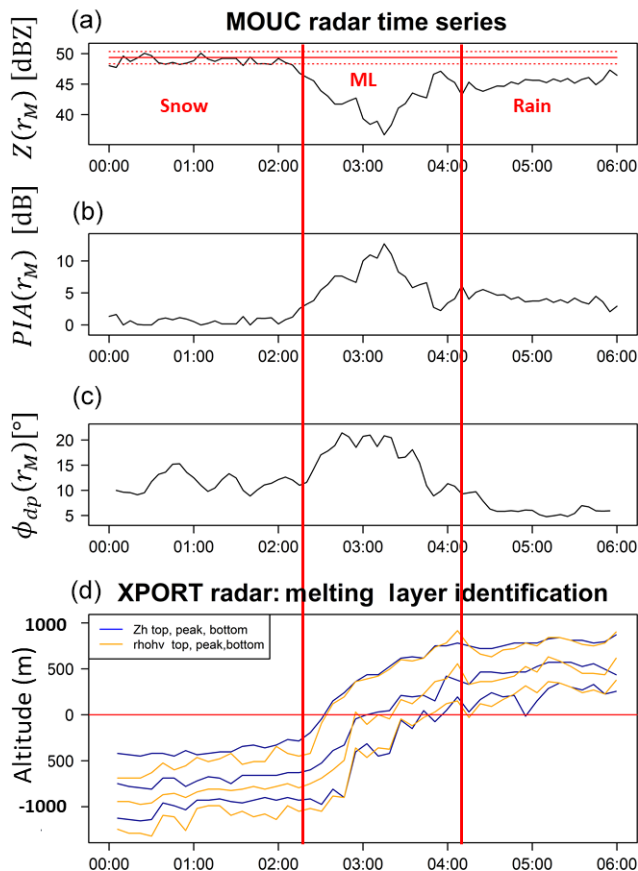 (a) MOUC radar time series
Z(r_M) [dBZ]
50
45
40
Snow
ML
Rain
00:00 01:00 02:00 03:00 04:00 05:00 06:00
(b)
PIA(r_M) [dB]
10
5
0
00:00 01:00 02:00 03:00 04:00 05:00 06:00
(c)
ϕ_dp(r_M)[°]
20
15
10
5
00:00 01:00 02:00 03:00 04:00 05:00 06:00
(d) XPORT radar: melting layer identification
Altitude (m)
Zh top, peak, bottom
rhohv top, peak,bottom
1000
500
0
500
-1000
00:00 01:00 02:00 03:00 04:00 05:00 06:00